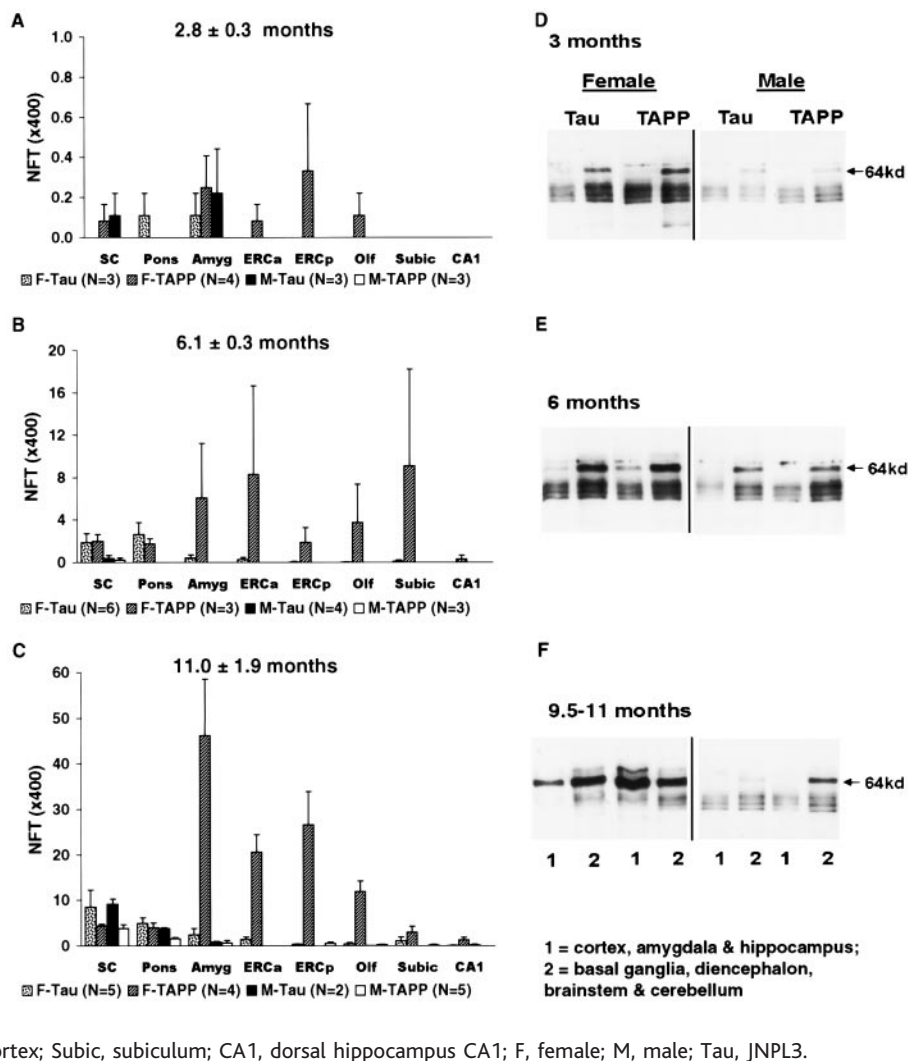 A
2.8 ± 0.3 months
NFT (x400)
1.0
0.8
0.6
0.4
0.2
0.0
SC Pons Amyg ERCa ERCp Olf Subic CA1
F-Tau (N=3) F-TAPP (N=4) M-Tau (N=3) M-TAPP (N=3)
B
6.1 ± 0.3 months
NFT (x400)
20
16
12
8
4
0
SC Pons Amyg ERCa ERCp Olf Subic CA1
F-Tau (N=6) F-TAPP (N=3) M-Tau (N=4) M-TAPP (N=3)
C
11.0 ± 1.9 months
NFT (x400)
60
50
40
30
20
10
0
SC Pons Amyg ERCa ERCp Olf Subic CA1
F-Tau (N=5) F-TAPP (N=4) M-Tau (N=2) M-TAPP (N=5)
D
3 months
Female Male
Tau TAPP Tau TAPP
64kd
E
6 months
64kd
F
9.5-11 months
64kd
1 2 1 2 1 2 1 2
1 = cortex, amygdala & hippocampus;
2 = basal ganglia, diencephalon,
brainstem & cerebellum
ortex; Subic, subiculum; CA1, dorsal hippocampus CA1; F, female; M, male; Tau, JNPL3.